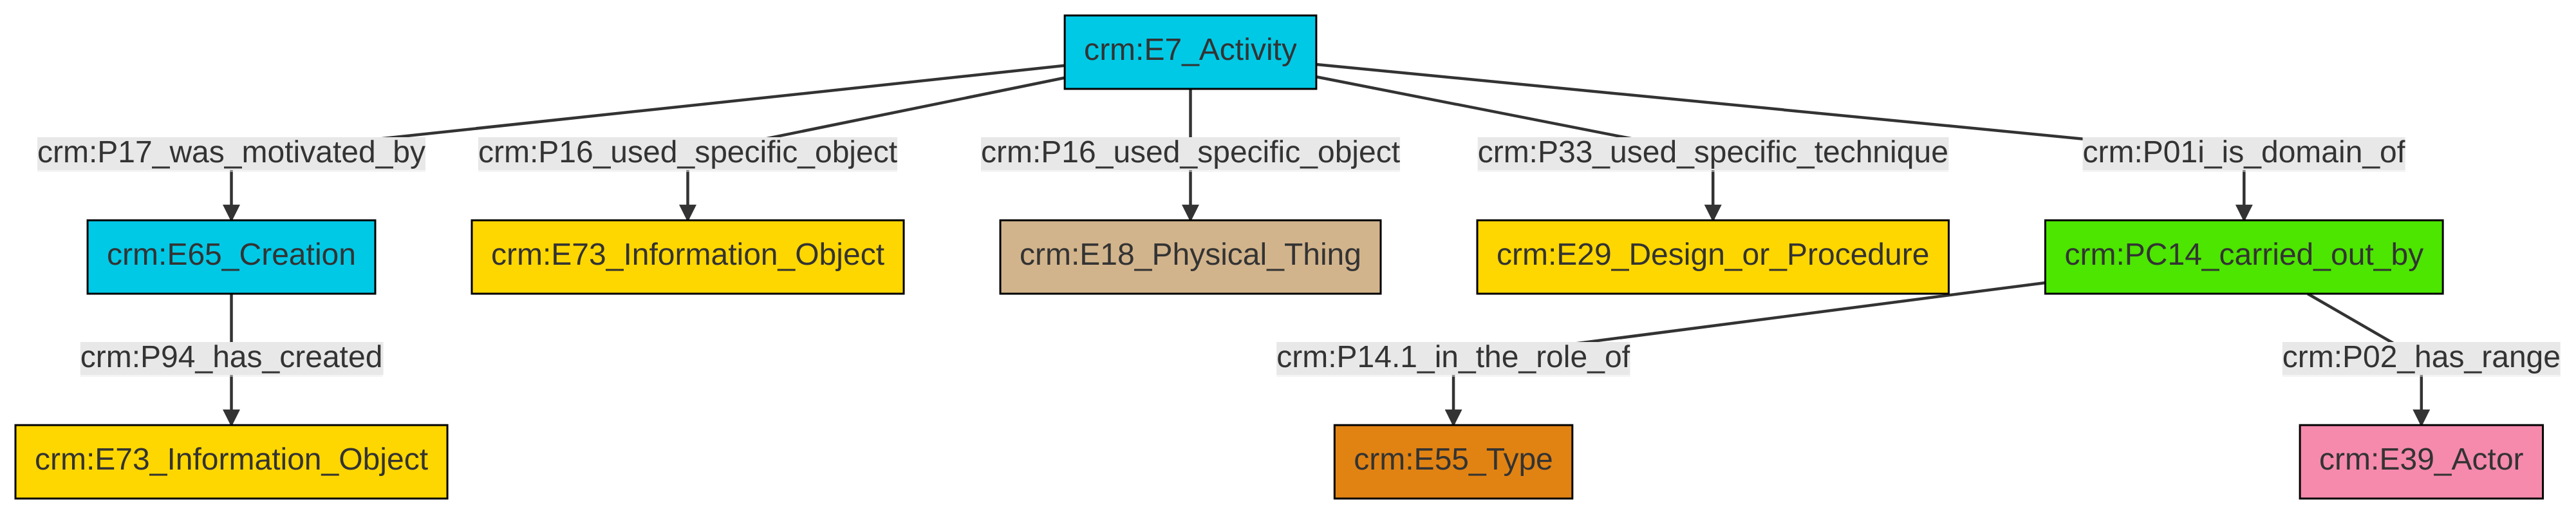 crm:E7_Activity
crm:P17_was_motivated_by
crm:P16_used_specific_object
crm:P16_used_specific_object
crm:P33_used_specific_technique
crm:P01i_is_domain_of
crm:E65_Creation
crm:E73_Information_Object
crm:E18_Physical_Thing
crm:E29_Design_or_Procedure
crm:PC14_carried_out_by
crm:P94_has_created
crm:P14.1_in_the_role_of
crm:P02_has_range
crm:E73_Information_Object
crm:E55_Type
crm:E39_Actor